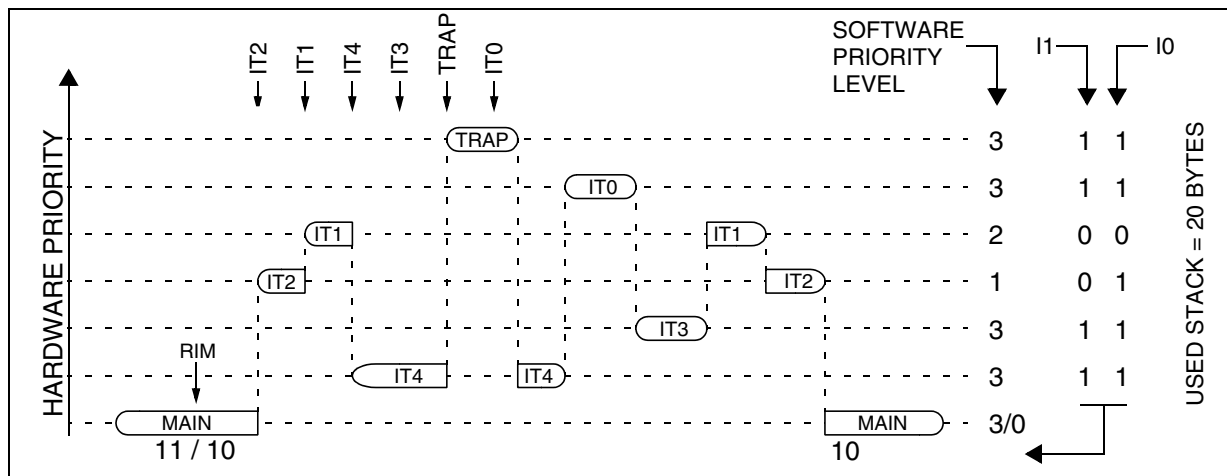 IT2
IT1
IT4
IT3
TRAP
IT0
SOFTWARE
PRIORITY
LEVEL
I1
I0
HARDWARE PRIORITY
TRAP
3
1 1
IT0
3
1 1
IT1
IT1
2
0 0
IT2
IT2
1
0 1
IT3
3
1 1
RIM
IT4
IT4
3
1 1
MAIN
MAIN
3/0
11 / 10
10
USED STACK = 20 BYTES